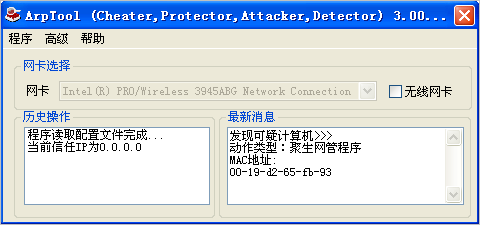 ArpTool (Cheater,Protector,Attacker,Detector) 3.00...
程序 高级 帮助
网卡选择
网卡 Intel(R) PRO/Wireless 3945ABG Network Connection 无线网卡
历史操作 最新消息
程序读取配置文件完成...
当前信任IP为0.0.0.0
发现可疑计算机>>>
动作类型：聚生网管程序
MAC地址:
00-19-d2-65-fb-93